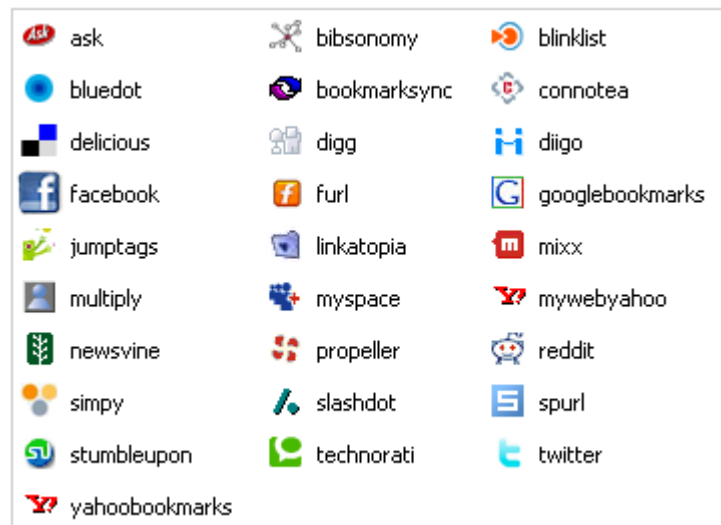 ask bibsonomy blinklist
bluedot bookmarksync connotea
delicious digg diigo
facebook furl googlebookmarks
jumptags linkatopia mixx
multiply myspace mywebyahoo
newsvine propeller reddit
simpy slashdot spurl
stumbleupon technorati twitter
yahoobookmarks